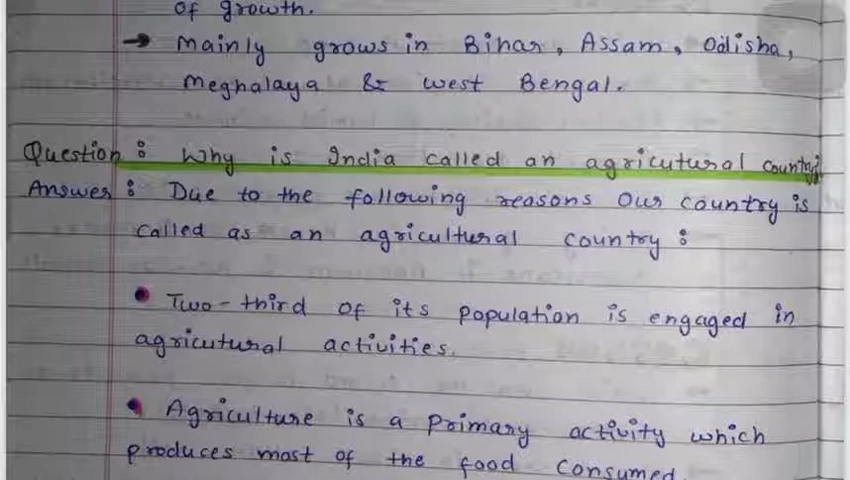 of growth.
→ Mainly grows in Bihar, Assam, Odisha,
Meghalaya & West Bengal.
Question : Why is India called an agricutural country?
Answer : Due to the following reasons Our country is
called as an agricultural country :
• Two-third of its population is engaged in
agricutural activities.
• Agriculture is a primary activity which
produces most of the food consumed.